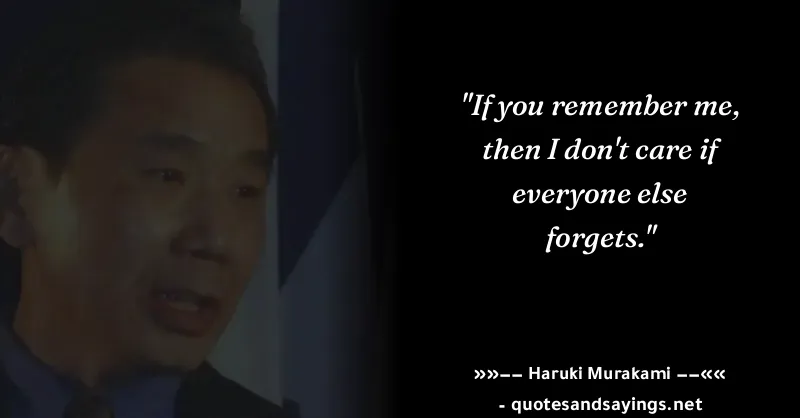 "If you remember me,
then I don't care if
everyone else
forgets."
»»−− Haruki Murakami −−««
- quotesandsayings.net